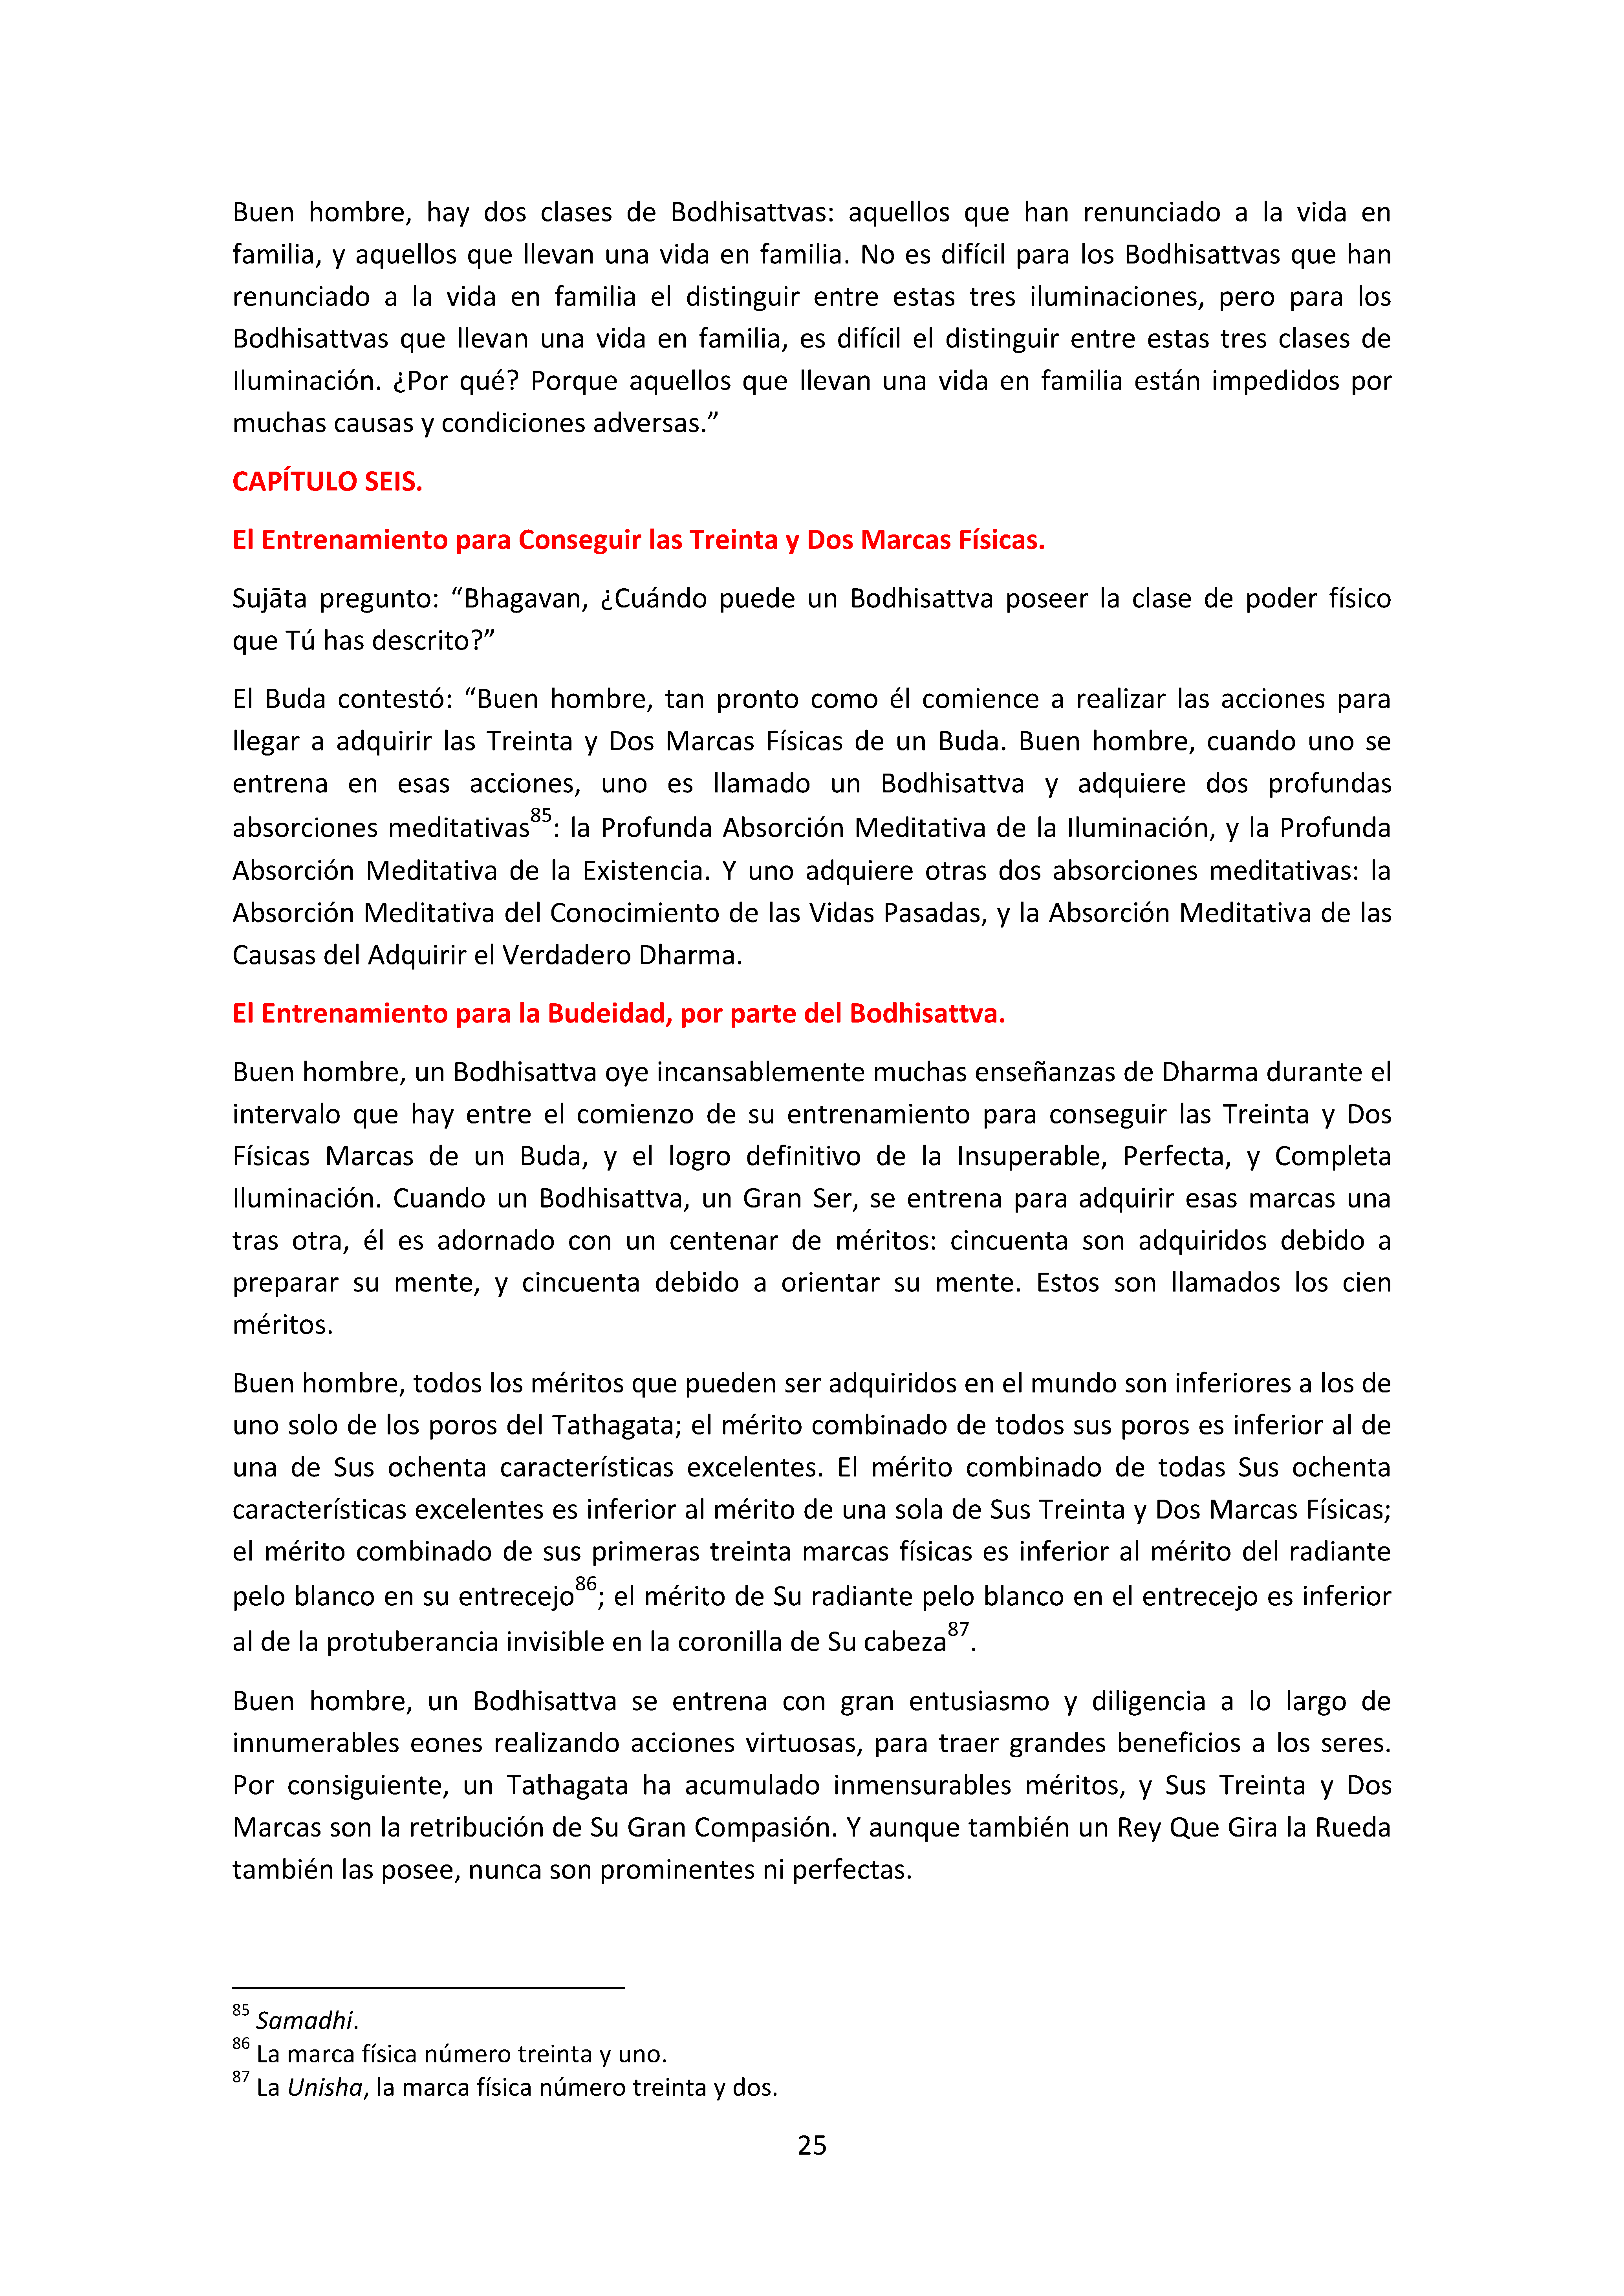 Buen hombre, hay dos clases de Bodhisattvas: aquellos que han renunciado a la vida en
familia, y aquellos que llevan una vida en familia. No es difícil para los Bodhisattvas que han
renunciado a la vida en familia el distinguir entre estas tres iluminaciones, pero para los
Bodhisattvas que llevan una vida en familia, es difícil el distinguir entre estas tres clases de
Iluminación. ¿Por qué? Porque aquellos que llevan una vida en familia están impedidos por
muchas causas y condiciones adversas.”
CAPÍTULO SEIS.
El Entrenamiento para Conseguir las Treinta y Dos Marcas Físicas.
Sujāta pregunto: “Bhagavan, ¿Cuándo puede un Bodhisattva poseer la clase de poder físico
que Tú has descrito?”
El Buda contestó: “Buen hombre, tan pronto como él comience a realizar las acciones para
llegar a adquirir las Treinta y Dos Marcas Físicas de un Buda. Buen hombre, cuando uno se
entrena en esas acciones, uno es llamado un Bodhisattva y adquiere dos profundas
absorciones meditativas85: la Profunda Absorción Meditativa de la Iluminación, y la Profunda
Absorción Meditativa de la Existencia. Y uno adquiere otras dos absorciones meditativas: la
Absorción Meditativa del Conocimiento de las Vidas Pasadas, y la Absorción Meditativa de las
Causas del Adquirir el Verdadero Dharma.
El Entrenamiento para la Budeidad, por parte del Bodhisattva.
Buen hombre, un Bodhisattva oye incansablemente muchas enseñanzas de Dharma durante el
intervalo que hay entre el comienzo de su entrenamiento para conseguir las Treinta y Dos
Físicas Marcas de un Buda, y el logro definitivo de la Insuperable, Perfecta, y Completa
Iluminación. Cuando un Bodhisattva, un Gran Ser, se entrena para adquirir esas marcas una
tras otra, él es adornado con un centenar de méritos: cincuenta son adquiridos debido a
preparar su mente, y cincuenta debido a orientar su mente. Estos son llamados los cien
méritos.
Buen hombre, todos los méritos que pueden ser adquiridos en el mundo son inferiores a los de
uno solo de los poros del Tathagata; el mérito combinado de todos sus poros es inferior al de
una de Sus ochenta características excelentes. El mérito combinado de todas Sus ochenta
características excelentes es inferior al mérito de una sola de Sus Treinta y Dos Marcas Físicas;
el mérito combinado de sus primeras treinta marcas físicas es inferior al mérito del radiante
pelo blanco en su entrecejo86; el mérito de Su radiante pelo blanco en el entrecejo es inferior
al de la protuberancia invisible en la coronilla de Su cabeza87.
Buen hombre, un Bodhisattva se entrena con gran entusiasmo y diligencia a lo largo de
innumerables eones realizando acciones virtuosas, para traer grandes beneficios a los seres.
Por consiguiente, un Tathagata ha acumulado inmensurables méritos, y Sus Treinta y Dos
Marcas son la retribución de Su Gran Compasión. Y aunque también un Rey Que Gira la Rueda
también las posee, nunca son prominentes ni perfectas.
85 Samadhi.
86 La marca física número treinta y uno.
87 La Unisha, la marca física número treinta y dos.
25